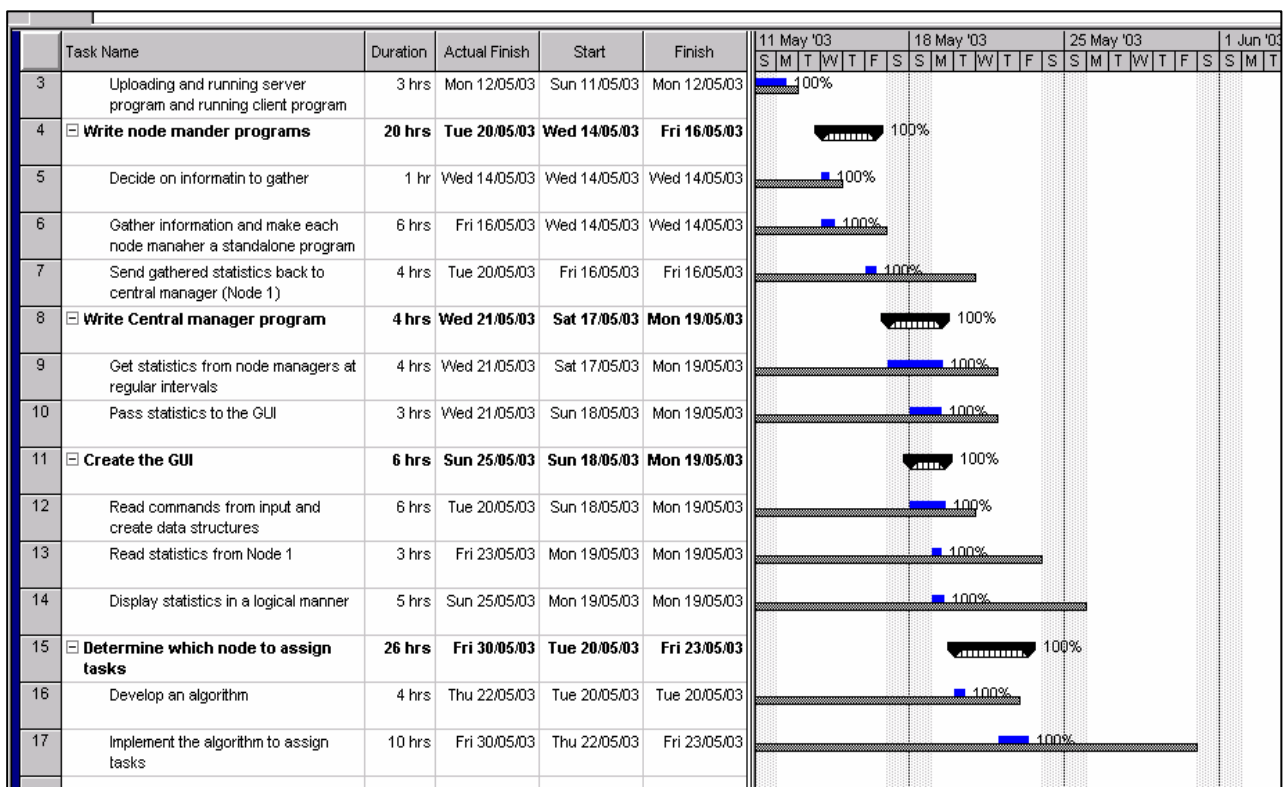 Task Name Duration Actual Finish Start Finish 11 May '03 18 May '03 25 May '03 1 Jun '03
S M T W T F S S M T W T F S S M T W T F S S M T
3 Uploading and running server 3 hrs Mon 12/05/03 Sun 11/05/03 Mon 12/05/03 100%
program and running client program
4 Write node mander programs 20 hrs Tue 20/05/03 Wed 14/05/03 Fri 16/05/03 100%
5 Decide on informatin to gather 1 hr Wed 14/05/03 Wed 14/05/03 Wed 14/05/03 100%
6 Gather information and make each 6 hrs Fri 16/05/03 Wed 14/05/03 Wed 14/05/03 100%
node manaher a standalone program
7 Send gathered statistics back to 4 hrs Tue 20/05/03 Fri 16/05/03 Fri 16/05/03 100%
central manager (Node 1)
8 Write Central manager program 4 hrs Wed 21/05/03 Sat 17/05/03 Mon 19/05/03 100%
9 Get statistics from node managers at 4 hrs Wed 21/05/03 Sat 17/05/03 Mon 19/05/03 100%
regular intervals
10 Pass statistics to the GUI 3 hrs Wed 21/05/03 Sun 18/05/03 Mon 19/05/03 100%
11 Create the GUI 6 hrs Sun 25/05/03 Sun 18/05/03 Mon 19/05/03 100%
12 Read commands from input and 6 hrs Tue 20/05/03 Sun 18/05/03 Mon 19/05/03 100%
create data structures
13 Read statistics from Node 1 3 hrs Fri 23/05/03 Mon 19/05/03 Mon 19/05/03 100%
14 Display statistics in a logical manner 5 hrs Sun 25/05/03 Mon 19/05/03 Mon 19/05/03 100%
15 Determine which node to assign 26 hrs Fri 30/05/03 Tue 20/05/03 Fri 23/05/03 100%
tasks
16 Develop an algorithm 4 hrs Thu 22/05/03 Tue 20/05/03 Tue 20/05/03 100%
17 Implement the algorithm to assign 10 hrs Fri 30/05/03 Thu 22/05/03 Fri 23/05/03 100%
tasks